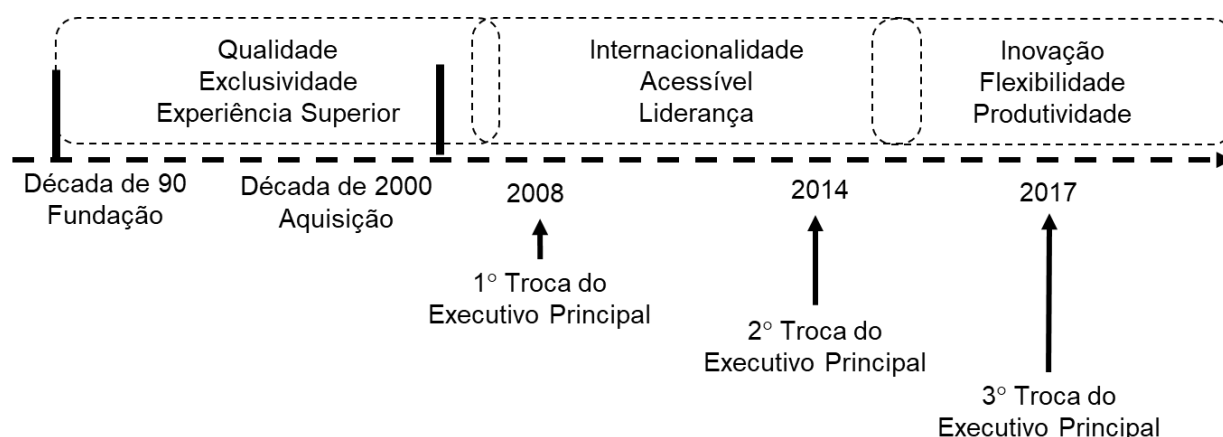 Qualidade
Exclusividade
Experiência Superior
Internacionalidade
Acessível
Liderança
Inovação
Flexibilidade
Produtividade
Década de 90
Fundação
Década de 2000
Aquisição
2008
2014
2017
1° Troca do
Executivo Principal
2° Troca do
Executivo Principal
3° Troca do
Executivo Principal